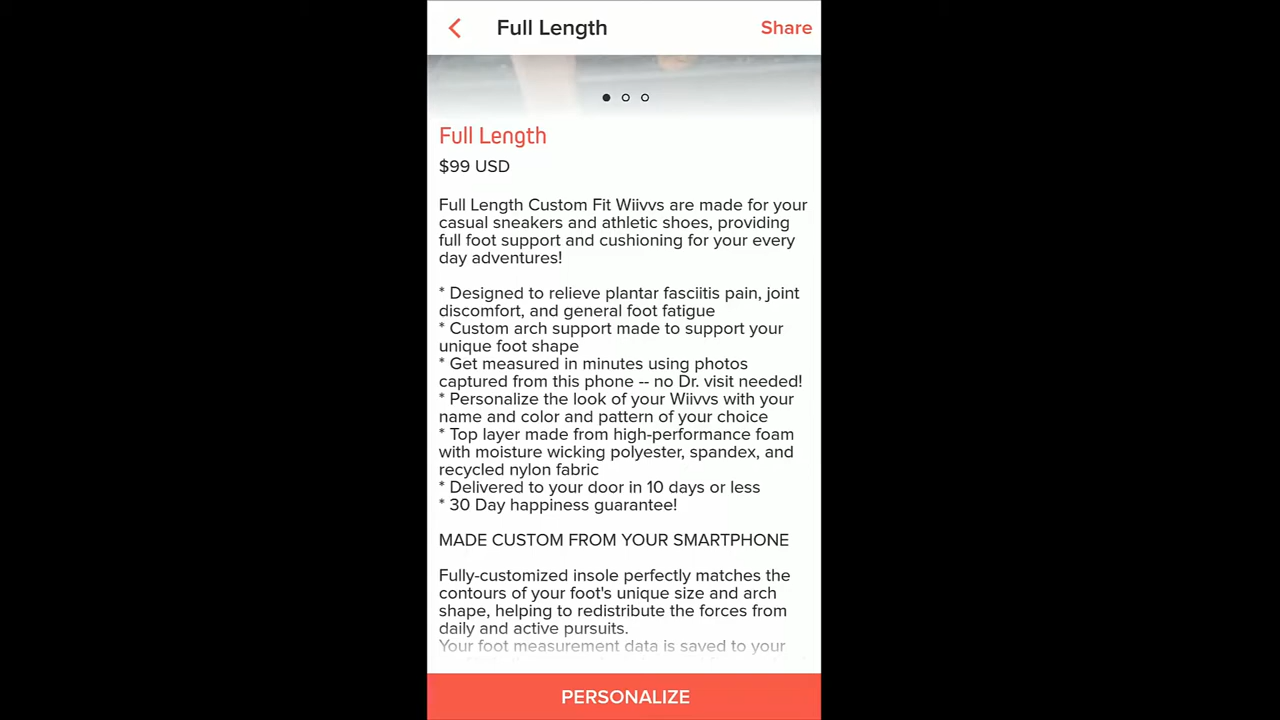 Full Length
Share
Full Length
$99 USD
Full Length Custom Fit Wiivvs are made for your
casual sneakers and athletic shoes, providing
full foot support and cushioning for your every
day adventures!
* Designed to relieve plantar fasciitis pain, joint
discomfort, and general foot fatigue
* Custom arch support made to support your
unique foot shape
* Get measured in minutes using photos
captured from this phone -- no Dr. visit needed!
* Personalize the look of your Wiivvs with your
name and color and pattern of your choice
* Top layer made from high-performance foam
with moisture wicking polyester, spandex, and
recycled nylon fabric
* Delivered to your door in 10 days or less
* 30 Day happiness guarantee!
MADE CUSTOM FROM YOUR SMARTPHONE
Fully-customized insole perfectly matches the
contours of your foot's unique size and arch
shape, helping to redistribute the forces from
daily and active pursuits.
Your foot measurement data is saved to your
PERSONALIZE